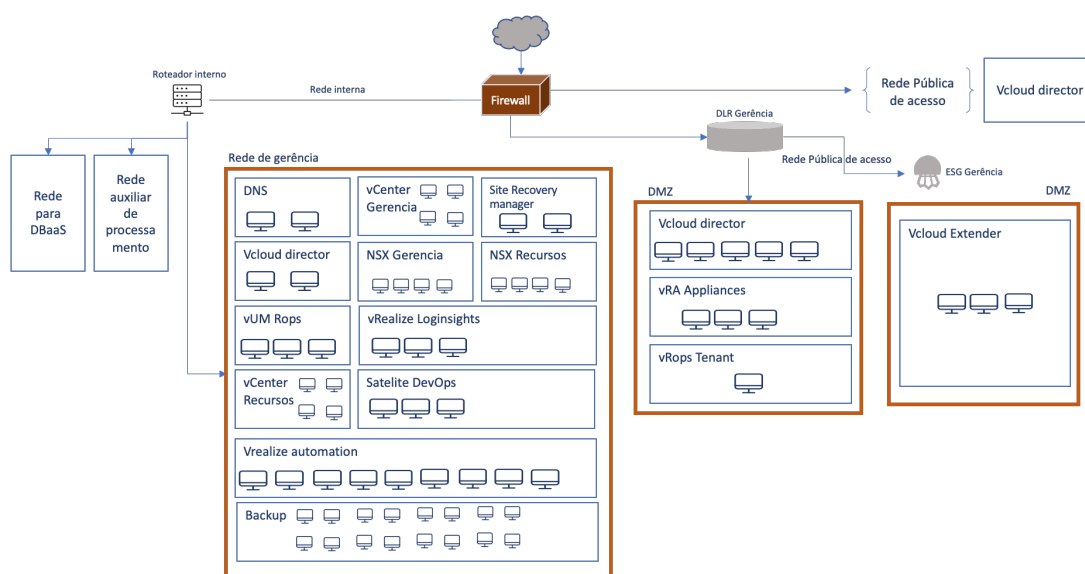 Roteador interno
Rede interna
Firewall
Rede Pública
de acesso
Vcloud director
DLR Gerência
Rede Pública de acesso
ESG Gerência
Rede
para
DBaaS
Rede
auxiliar
de
processa
mento
Rede de gerência
DNS
vCenter
Gerencia
Site Recovery
manager
Vcloud director
NSX Gerencia
NSX Recursos
vUM Rops
vRealize Loginsights
vCenter
Recursos
Satelite DevOps
Vrealize automation
Backup
DMZ
Vcloud director
vRA Appliances
vRops Tenant
DMZ
Vcloud Extender